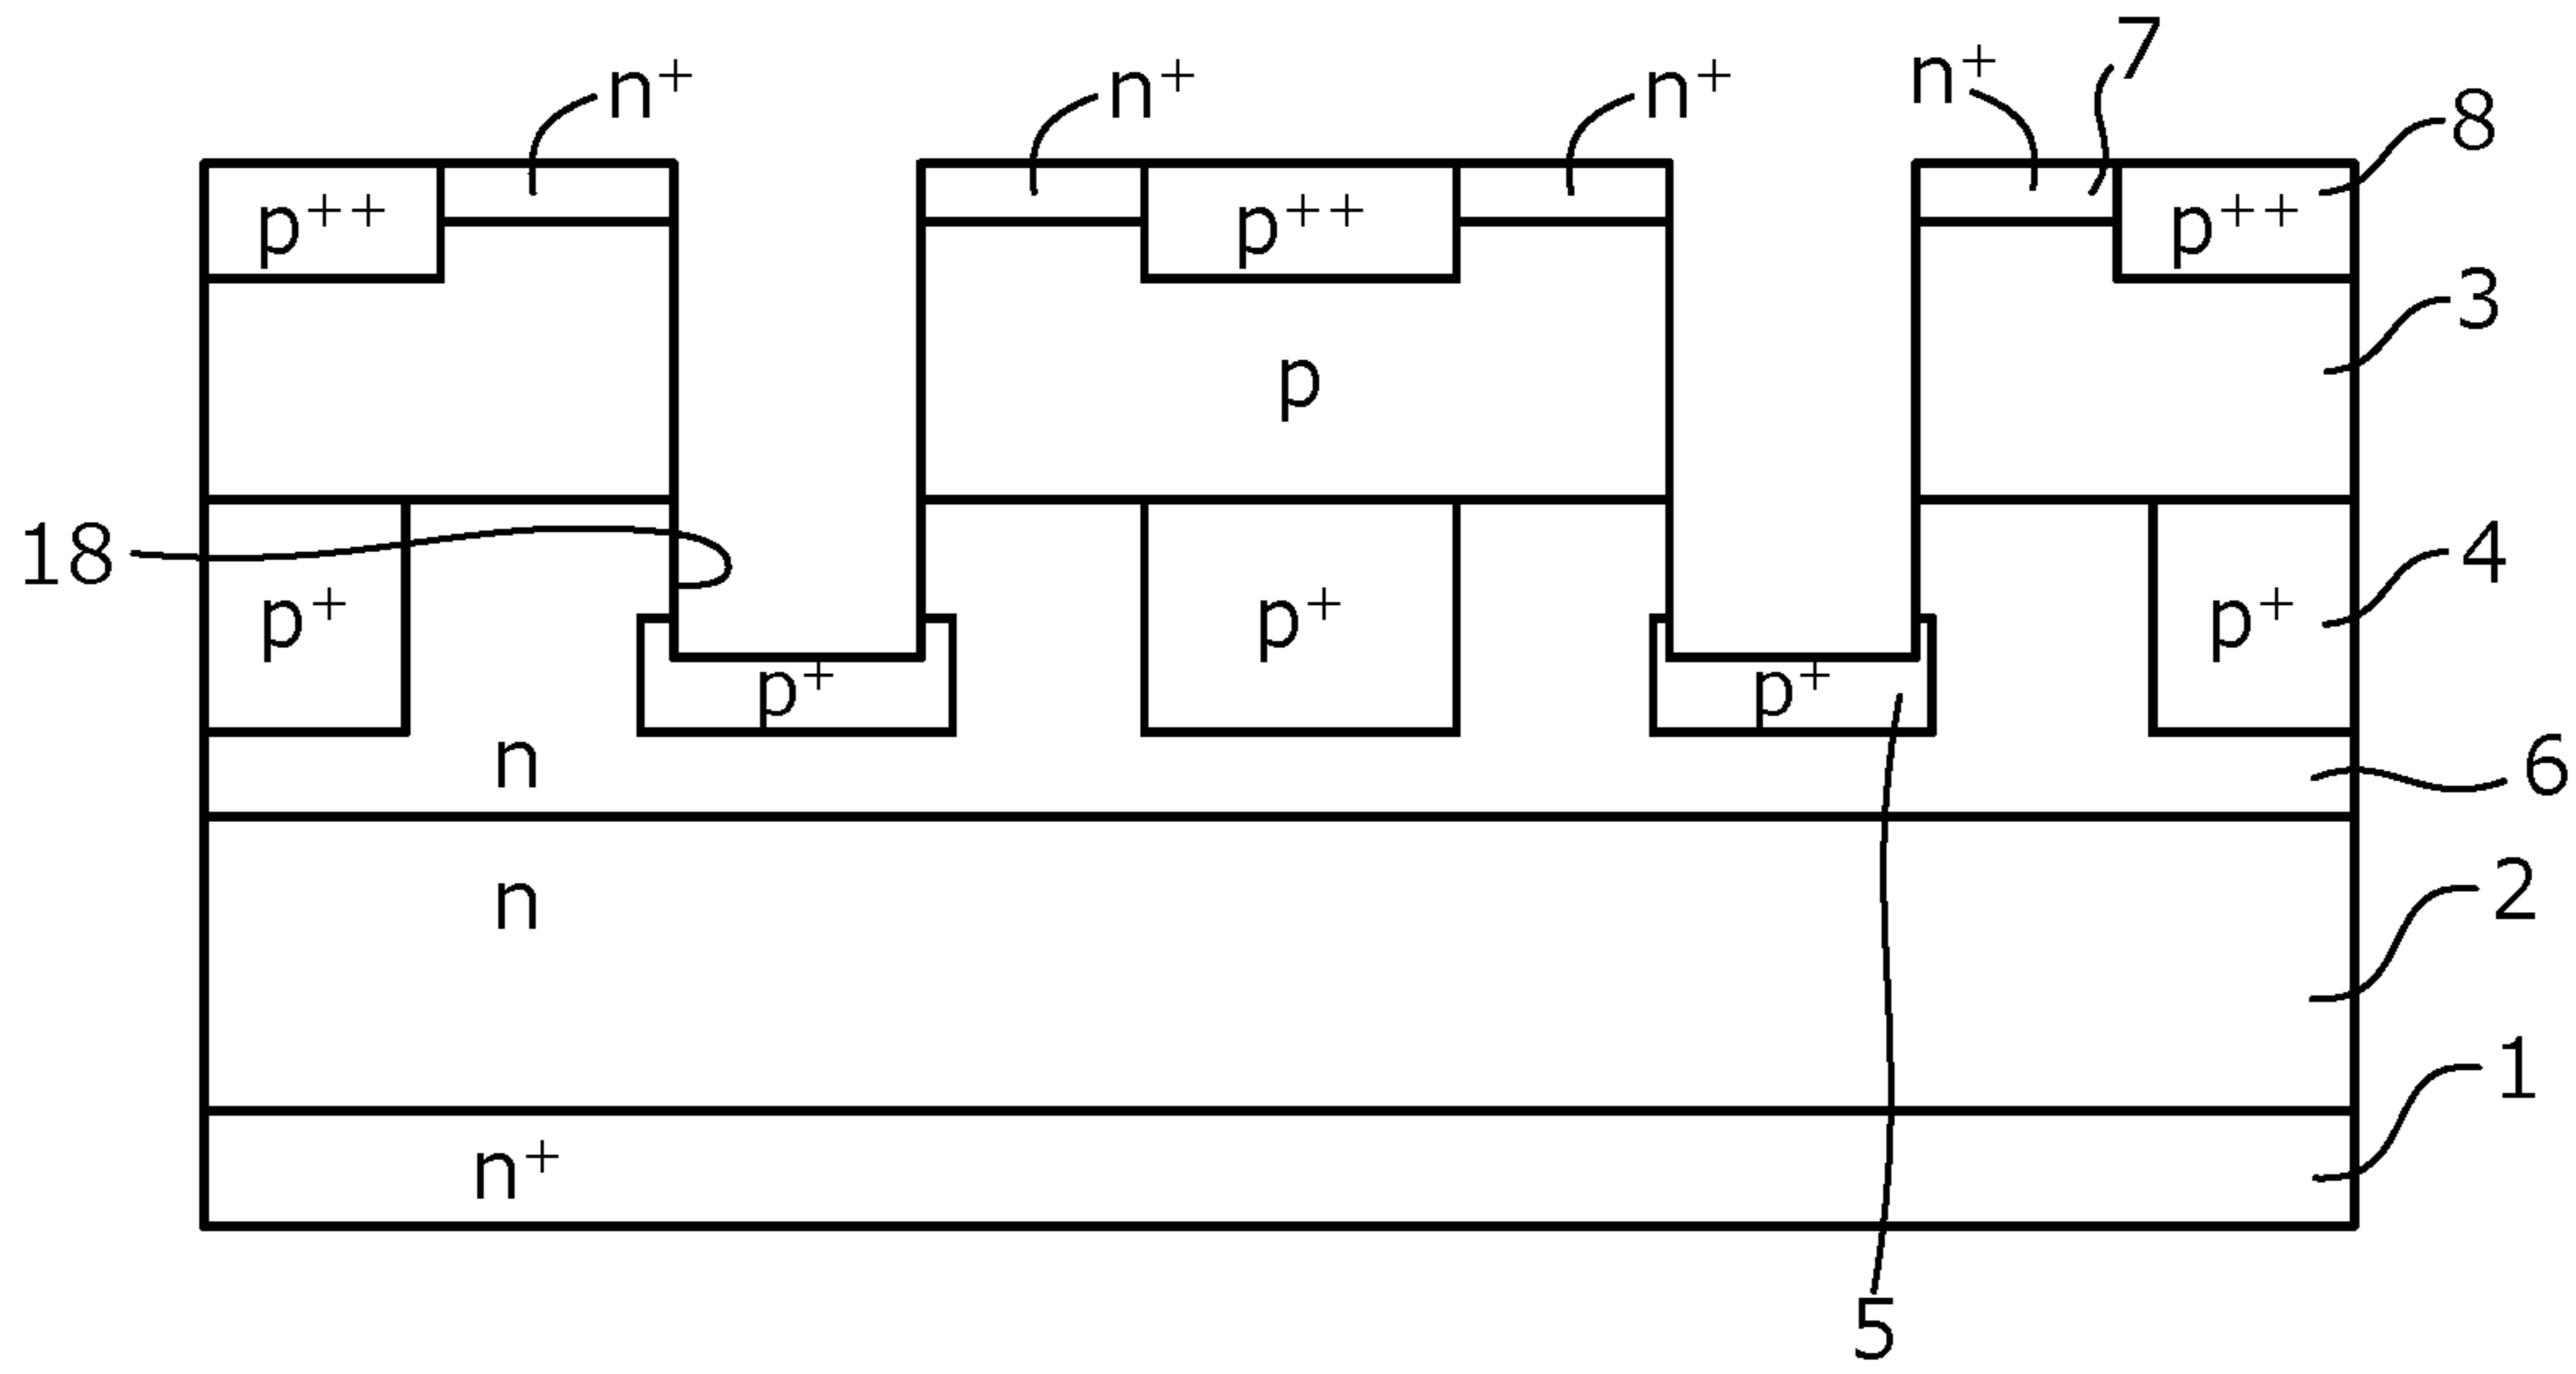 n⁺ n⁺ n⁺ n⁺ 7
8
p⁺⁺ p⁺⁺ p⁺⁺
3
p
18 4
p⁺ p⁺ p⁺
p⁺ p⁺
n 6
n 2
1
n⁺
5